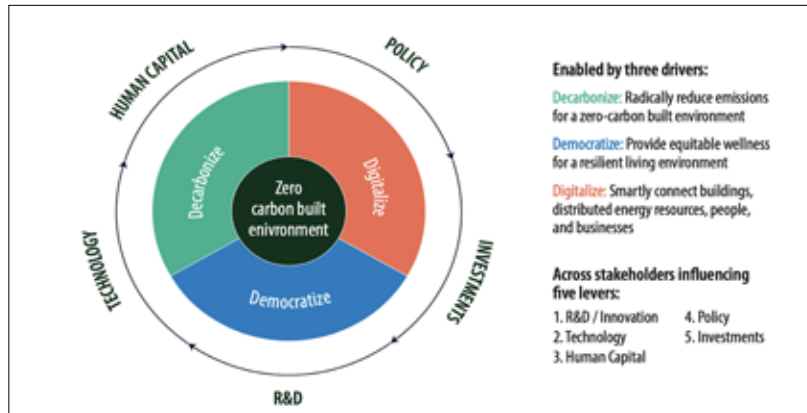 HUMAN CAPITAL
POLICY
TECHNOLOGY
INVESTMENTS
R&D
Decarbonize
Digitalize
Democratize
Zero
carbon built
enivronment
Enabled by three drivers:
Decarbonize: Radically reduce emissions
for a zero-carbon built environment
Democratize: Provide equitable wellness
for a resilient living environment
Digitalize: Smartly connect buildings,
distributed energy resources, people,
and businesses
Across stakeholders influencing
five levers:
1. R&D / Innovation
2. Technology
3. Human Capital
4. Policy
5. Investments